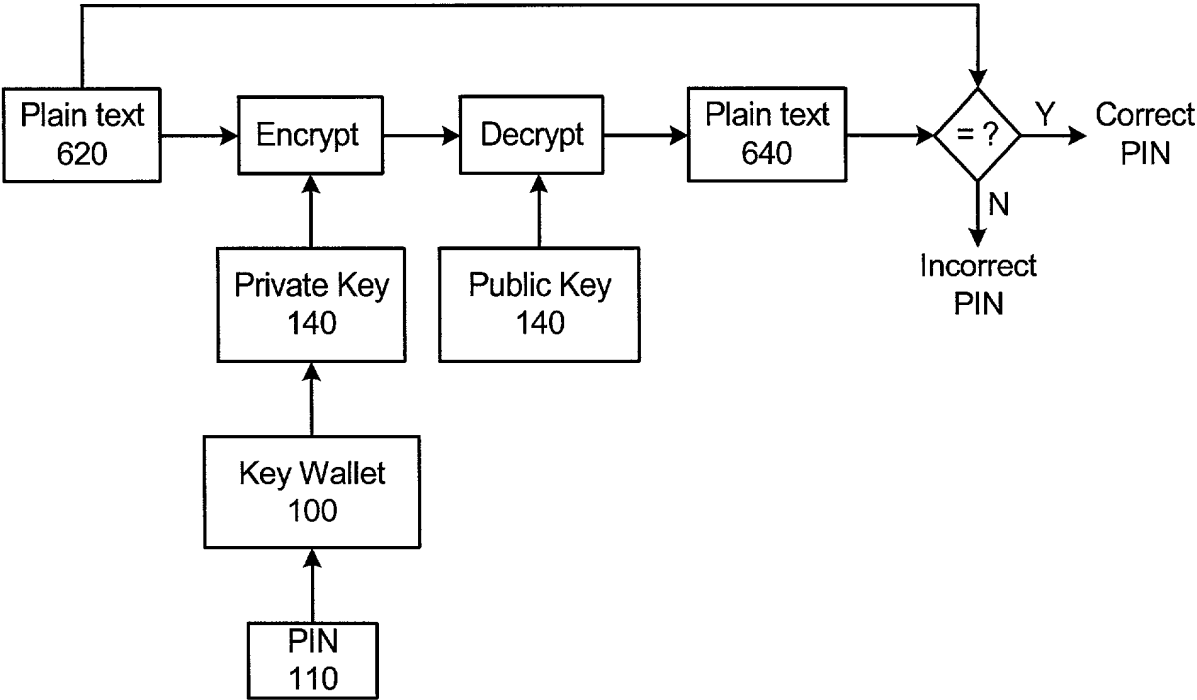 Plain text
620
Encrypt
Decrypt
Plain text
640
= ?
Y
Correct
PIN
N
Incorrect
PIN
Private Key
140
Public Key
140
Key Wallet
100
PIN
110